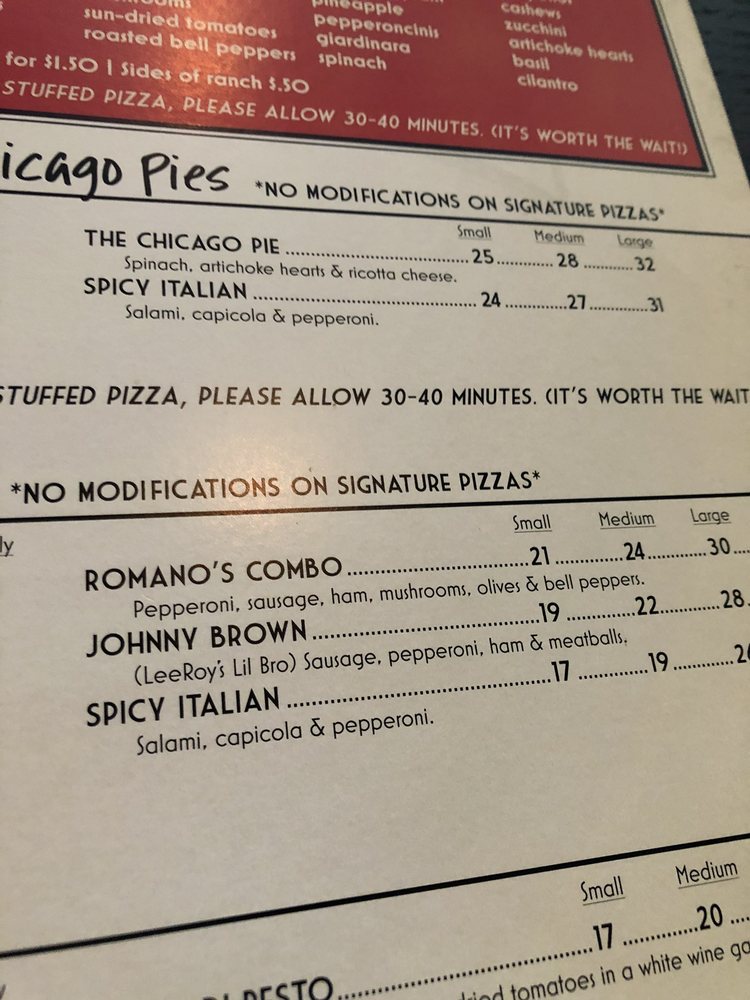 pineapple
cashews
sun-dried tomatoes
pepperoncinis
zucchini
roasted bell peppers
giardinara
artichoke hearts
spinach
basil
cilantro
for $1.50 | Sides of ranch $.50
STUFFED PIZZA, PLEASE ALLOW 30-40 MINUTES. (IT'S WORTH THE WAIT!)
icago Pies *NO MODIFICATIONS ON SIGNATURE PIZZAS*
Small Medium Large
THE CHICAGO PIE ........ 25 ........ 28 ........ 32
Spinach, artichoke hearts & ricotta cheese.
SPICY ITALIAN ........ 24 ........ 27 ........ 31
Salami, capicola & pepperoni.
STUFFED PIZZA, PLEASE ALLOW 30-40 MINUTES. (IT'S WORTH THE WAIT
*NO MODIFICATIONS ON SIGNATURE PIZZAS*
ly
Small Medium Large
ROMANO'S COMBO ........ 21 ........ 24 ........ 30
Pepperoni, sausage, ham, mushrooms, olives & bell peppers.
JOHNNY BROWN ........ 19 ........ 22 ........ 28
(LeeRoy's Lil Bro) Sausage, pepperoni, ham & meatballs.
SPICY ITALIAN ........ 17 ........ 19 ........ 26
Salami, capicola & pepperoni.
Small Medium
PESTO ........ 17 ........ 20
tomatoes in a white wine ga